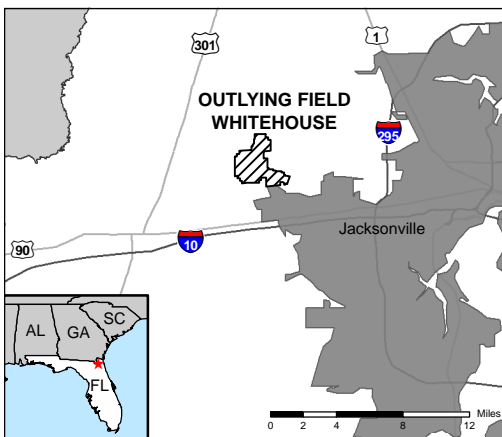 301
1
OUTLYING FIELD
WHITEHOUSE
295
Jacksonville
90
10
AL
GA
SC
FL
Miles
0 2 4 8 12